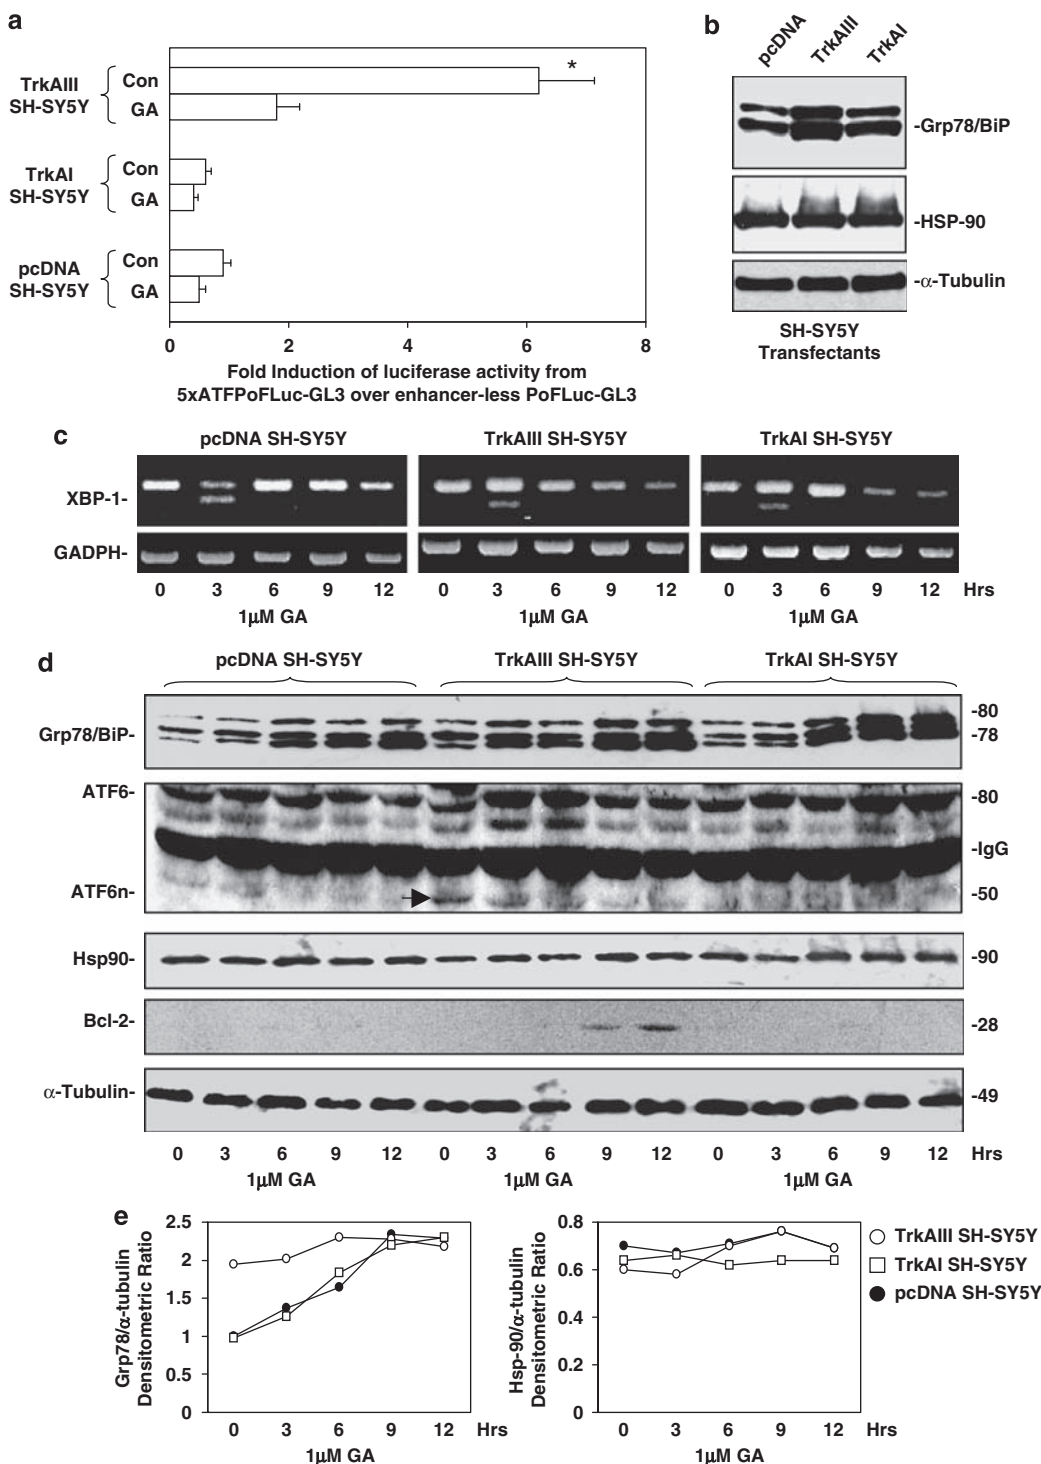 a
TrkAIII
SH-SY5Y
Con
GA
*
TrkAI
SH-SY5Y
Con
GA
pcDNA
SH-SY5Y
Con
GA
0 2 4 6 8
Fold Induction of luciferase activity from
5xATFPoFLuc-GL3 over enhancer-less PoFLuc-GL3
b
pcDNA TrkAIII TrkAI
-Grp78/BiP
-HSP-90
-α-Tubulin
SH-SY5Y
Transfectants
c
pcDNA SH-SY5Y TrkAIII SH-SY5Y TrkAI SH-SY5Y
XBP-1-
GADPH-
0 3 6 9 12 0 3 6 9 12 0 3 6 9 12 Hrs
1μM GA 1μM GA 1μM GA
d
pcDNA SH-SY5Y TrkAIII SH-SY5Y TrkAI SH-SY5Y
Grp78/BiP- -80
-78
ATF6- -80
-IgG
ATF6n- -50
Hsp90- -90
Bcl-2- -28
α-Tubulin- -49
0 3 6 9 12 0 3 6 9 12 0 3 6 9 12 Hrs
1μM GA 1μM GA 1μM GA
e
Grp78/α-tubulin
Densitometric Ratio
2.5
2
1.5
1
0.5
0
0 3 6 9 12 Hrs
1μM GA
Hsp-90/α-tubulin
Densitometric Ratio
0.8
0.6
0.4
0.2
0
0 3 6 9 12 Hrs
1μM GA
TrkAIII SH-SY5Y
TrkAI SH-SY5Y
pcDNA SH-SY5Y